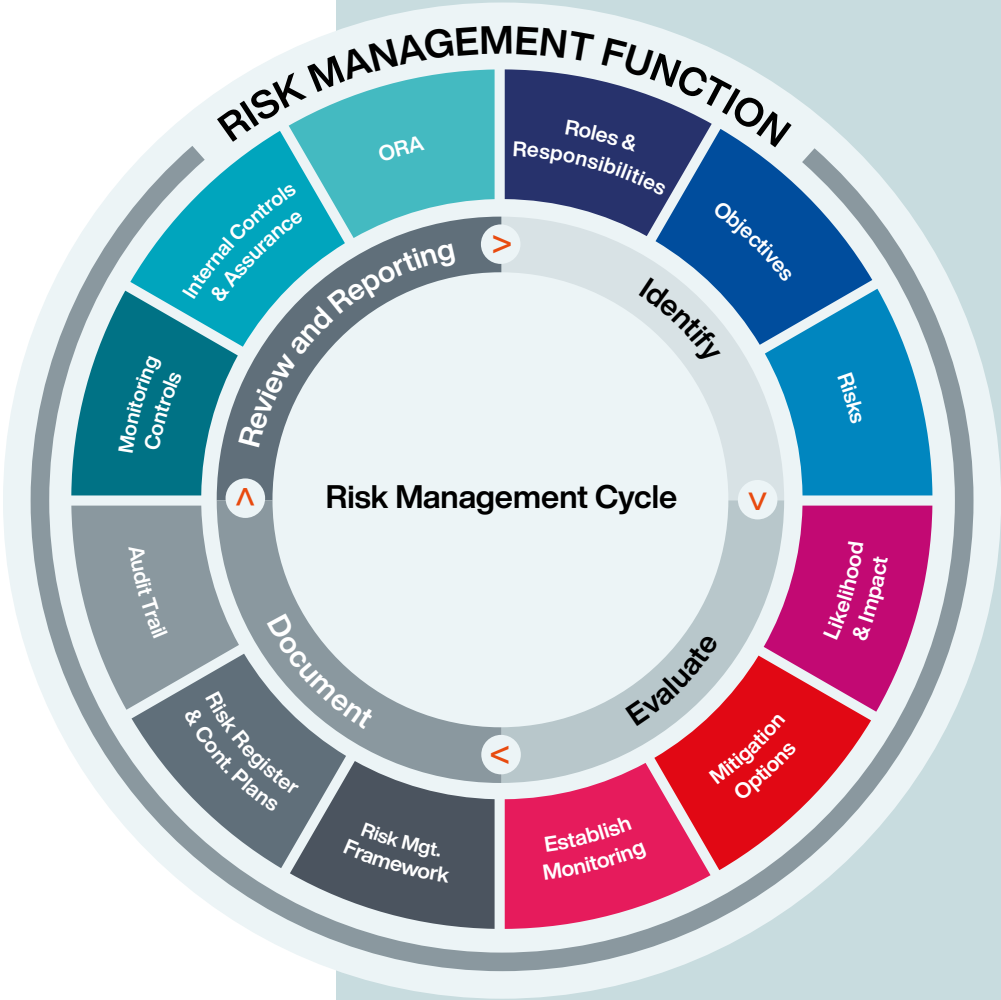 RISK MANAGEMENT FUNCTION
Roles &
Responsibilities
Objectives
Risks
Likelihood
& Impact
Mitigation
Options
Establish
Monitoring
Risk Mgt.
Framework
Risk Register
& Cont. Plans
Audit Trail
Monitoring
Controls
Internal Controls
& Assurance
ORA
>
Identify
>
Evaluate
>
Document
>
Review and Reporting
Risk Management Cycle